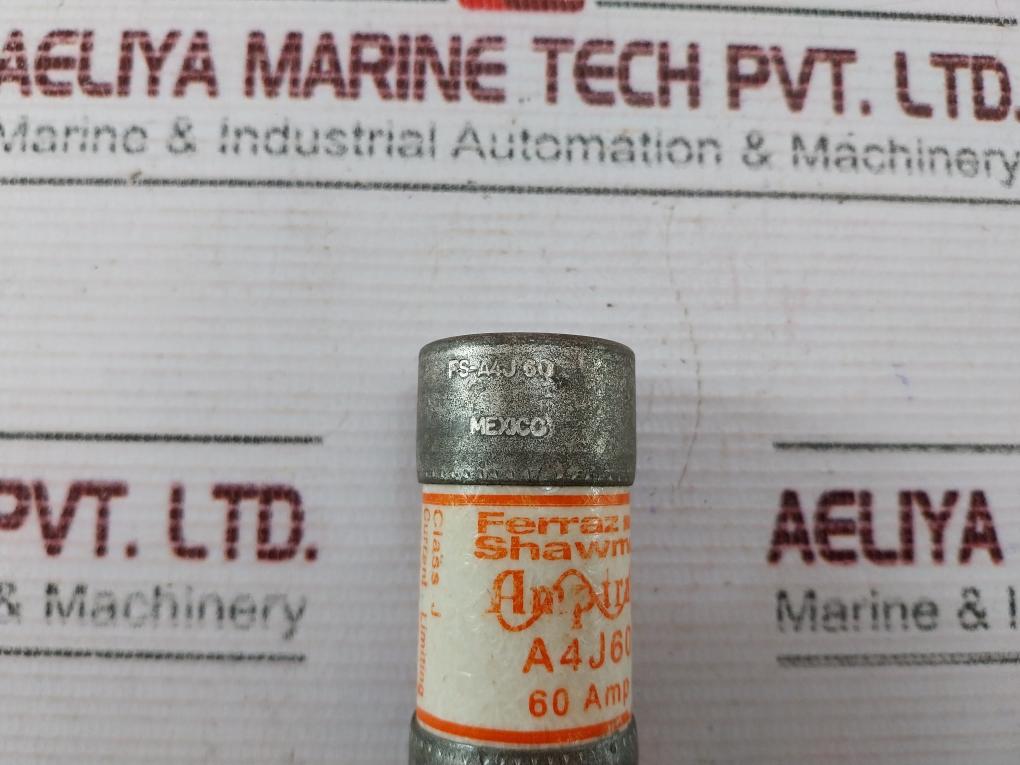 AELIYA MARINE TECH PVT. LTD.
Marine & Industrial Automation & Machinery
FS-A4J 60
MEXICO
PVT. LTD.
& Machinery
AELIYA
Marine & I
Ferraz
Shawm
Amptra
A4J60
60 Amp
Class J
Current Limiting